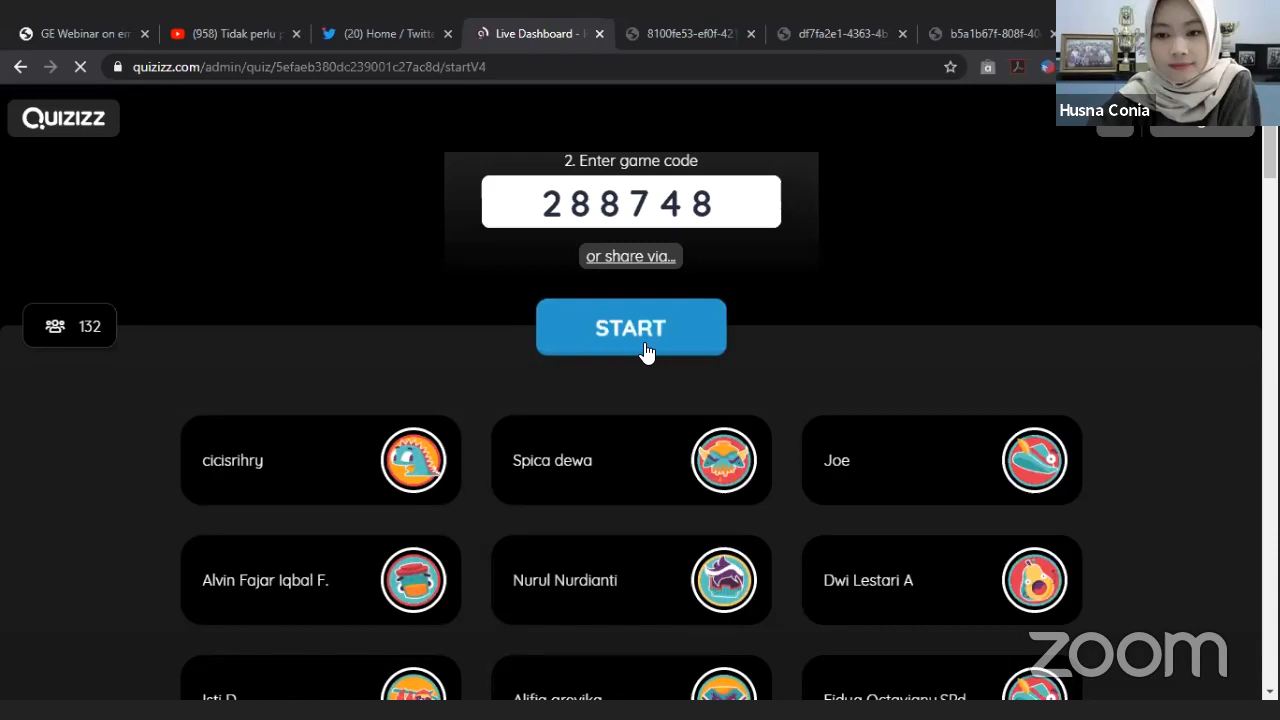 GE Webinar on em
(958) Tidak perlu
(20) Home / Twitte
Live Dashboard -
8100fe53-ef0f-421
df7fa2e1-4363-4b
b5a1b67f-808f-40
quizizz.com/admin/quiz/5efaeb380dc239001c27ac8d/startV4
Husna Conia
QUIZIZZ
2. Enter game code
288748
or share via...
132
START
cicisrihry
Spica dewa
Joe
Alvin Fajar Iqbal F.
Nurul Nurdianti
Dwi Lestari A
zoom